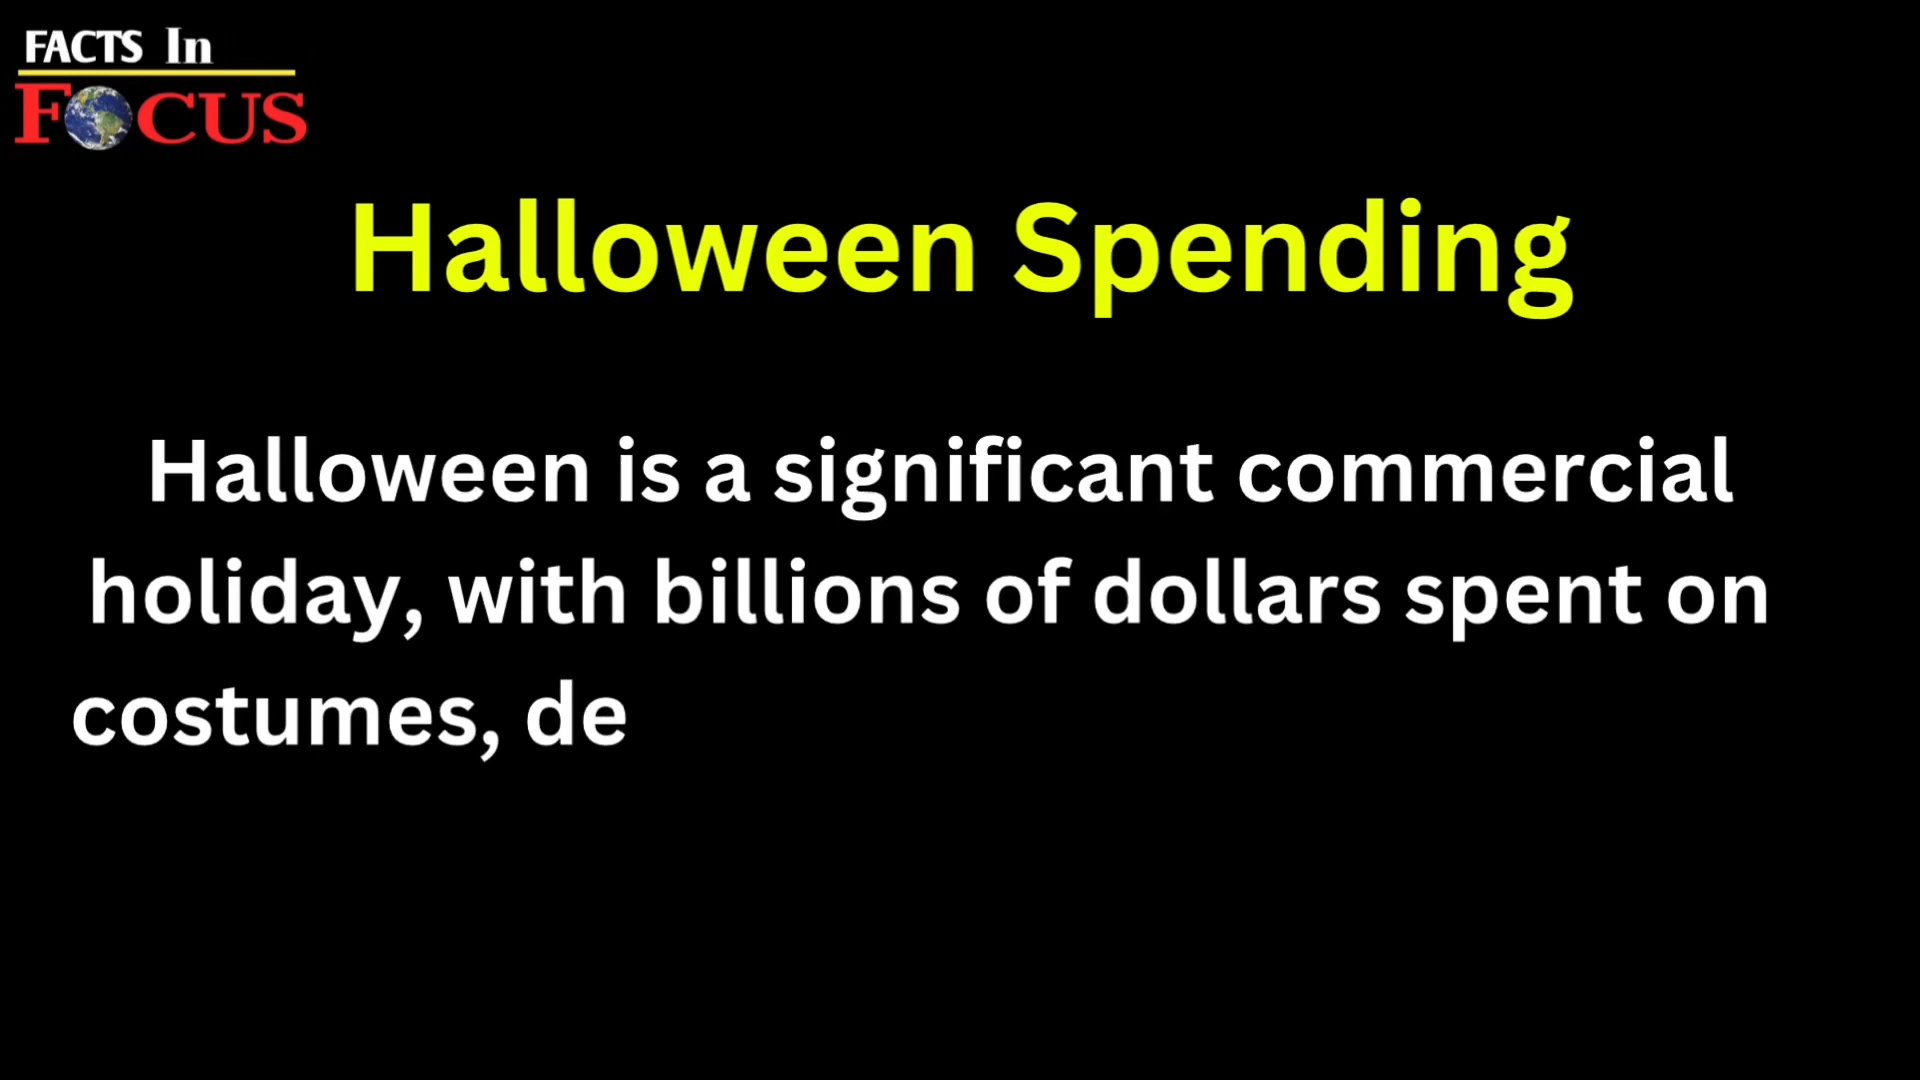 FACTS In
FOCUS
Halloween Spending
Halloween is a significant commercial
holiday, with billions of dollars spent on
costumes, de